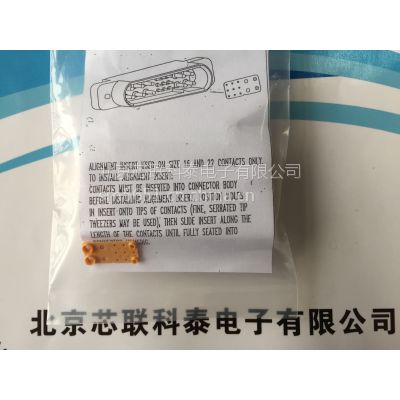 ALIGNMENT INSERT USED ON SIZE 16 AND 22 CONTACTS ONLY.
TO INSTALL ALIGNMENT INSERT:
CONTACTS MUST BE INSERTED INTO CONNECTOR BODY
BEFORE INSTALLING ALIGNMENT INSERT. POSITION HOLES
IN INSERT ONTO TIPS OF CONTACTS (FINE, SERRATED TIP
TWEEZERS MAY BE USED), THEN SLIDE INSERT ALONG THE
LENGTH OF THE CONTACTS UNTIL FULLY SEATED INTO
北京芯联科泰电子有限公司